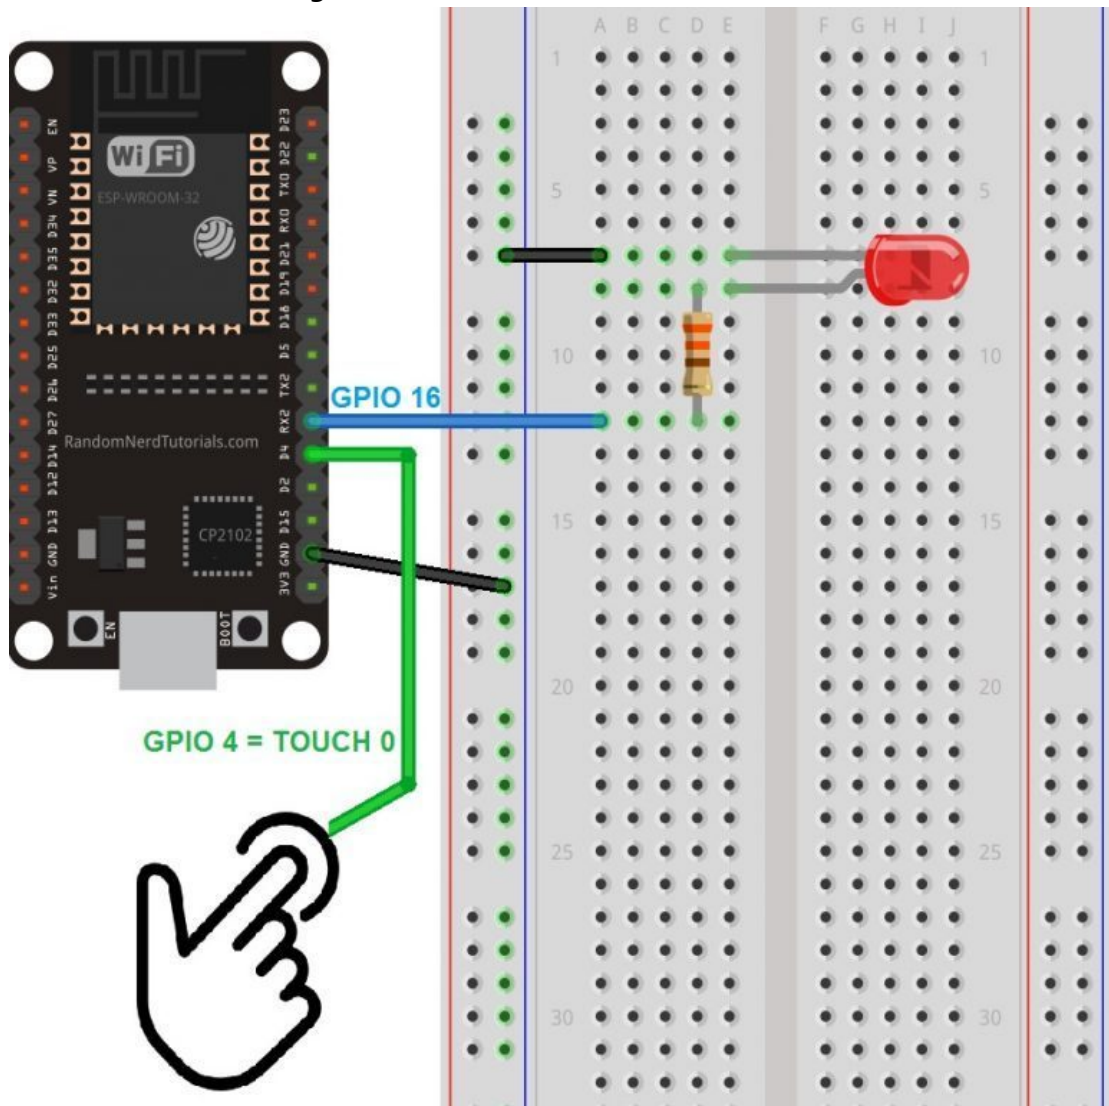 A B C D E F G H I J
1 1
5 5
10 10
15 15
20 20
25 25
30 30
Wi Fi
ESP-WROOM-32
EN
VP
VN
D34
D35
D32
D33
D25
D26
D27
D14
D12
D13
GND
Vin
D23
D22
TX0
RX0
D21
D19
D18
D5
TX2
RX2
D4
D2
D15
GND
3V3
GPIO 16
RandomNerdTutorials.com
CP2102
EN
BOOT
GPIO 4 = TOUCH 0